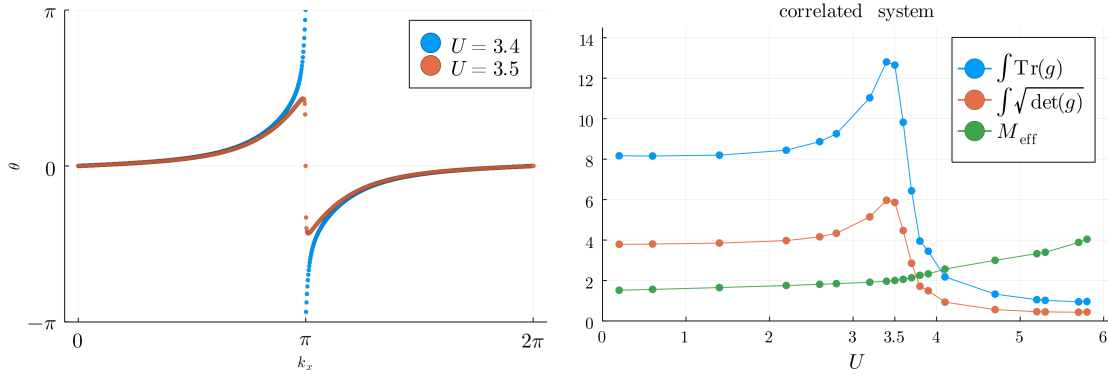 π
0
−π
θ
0
π
2π
k_x
U = 3.4
U = 3.5
correlated system
14
12
10
8
6
4
2
0
0
1
2
3
3.5
4
5
6
U
∫Tr(g)
∫√det(g)
M_eff